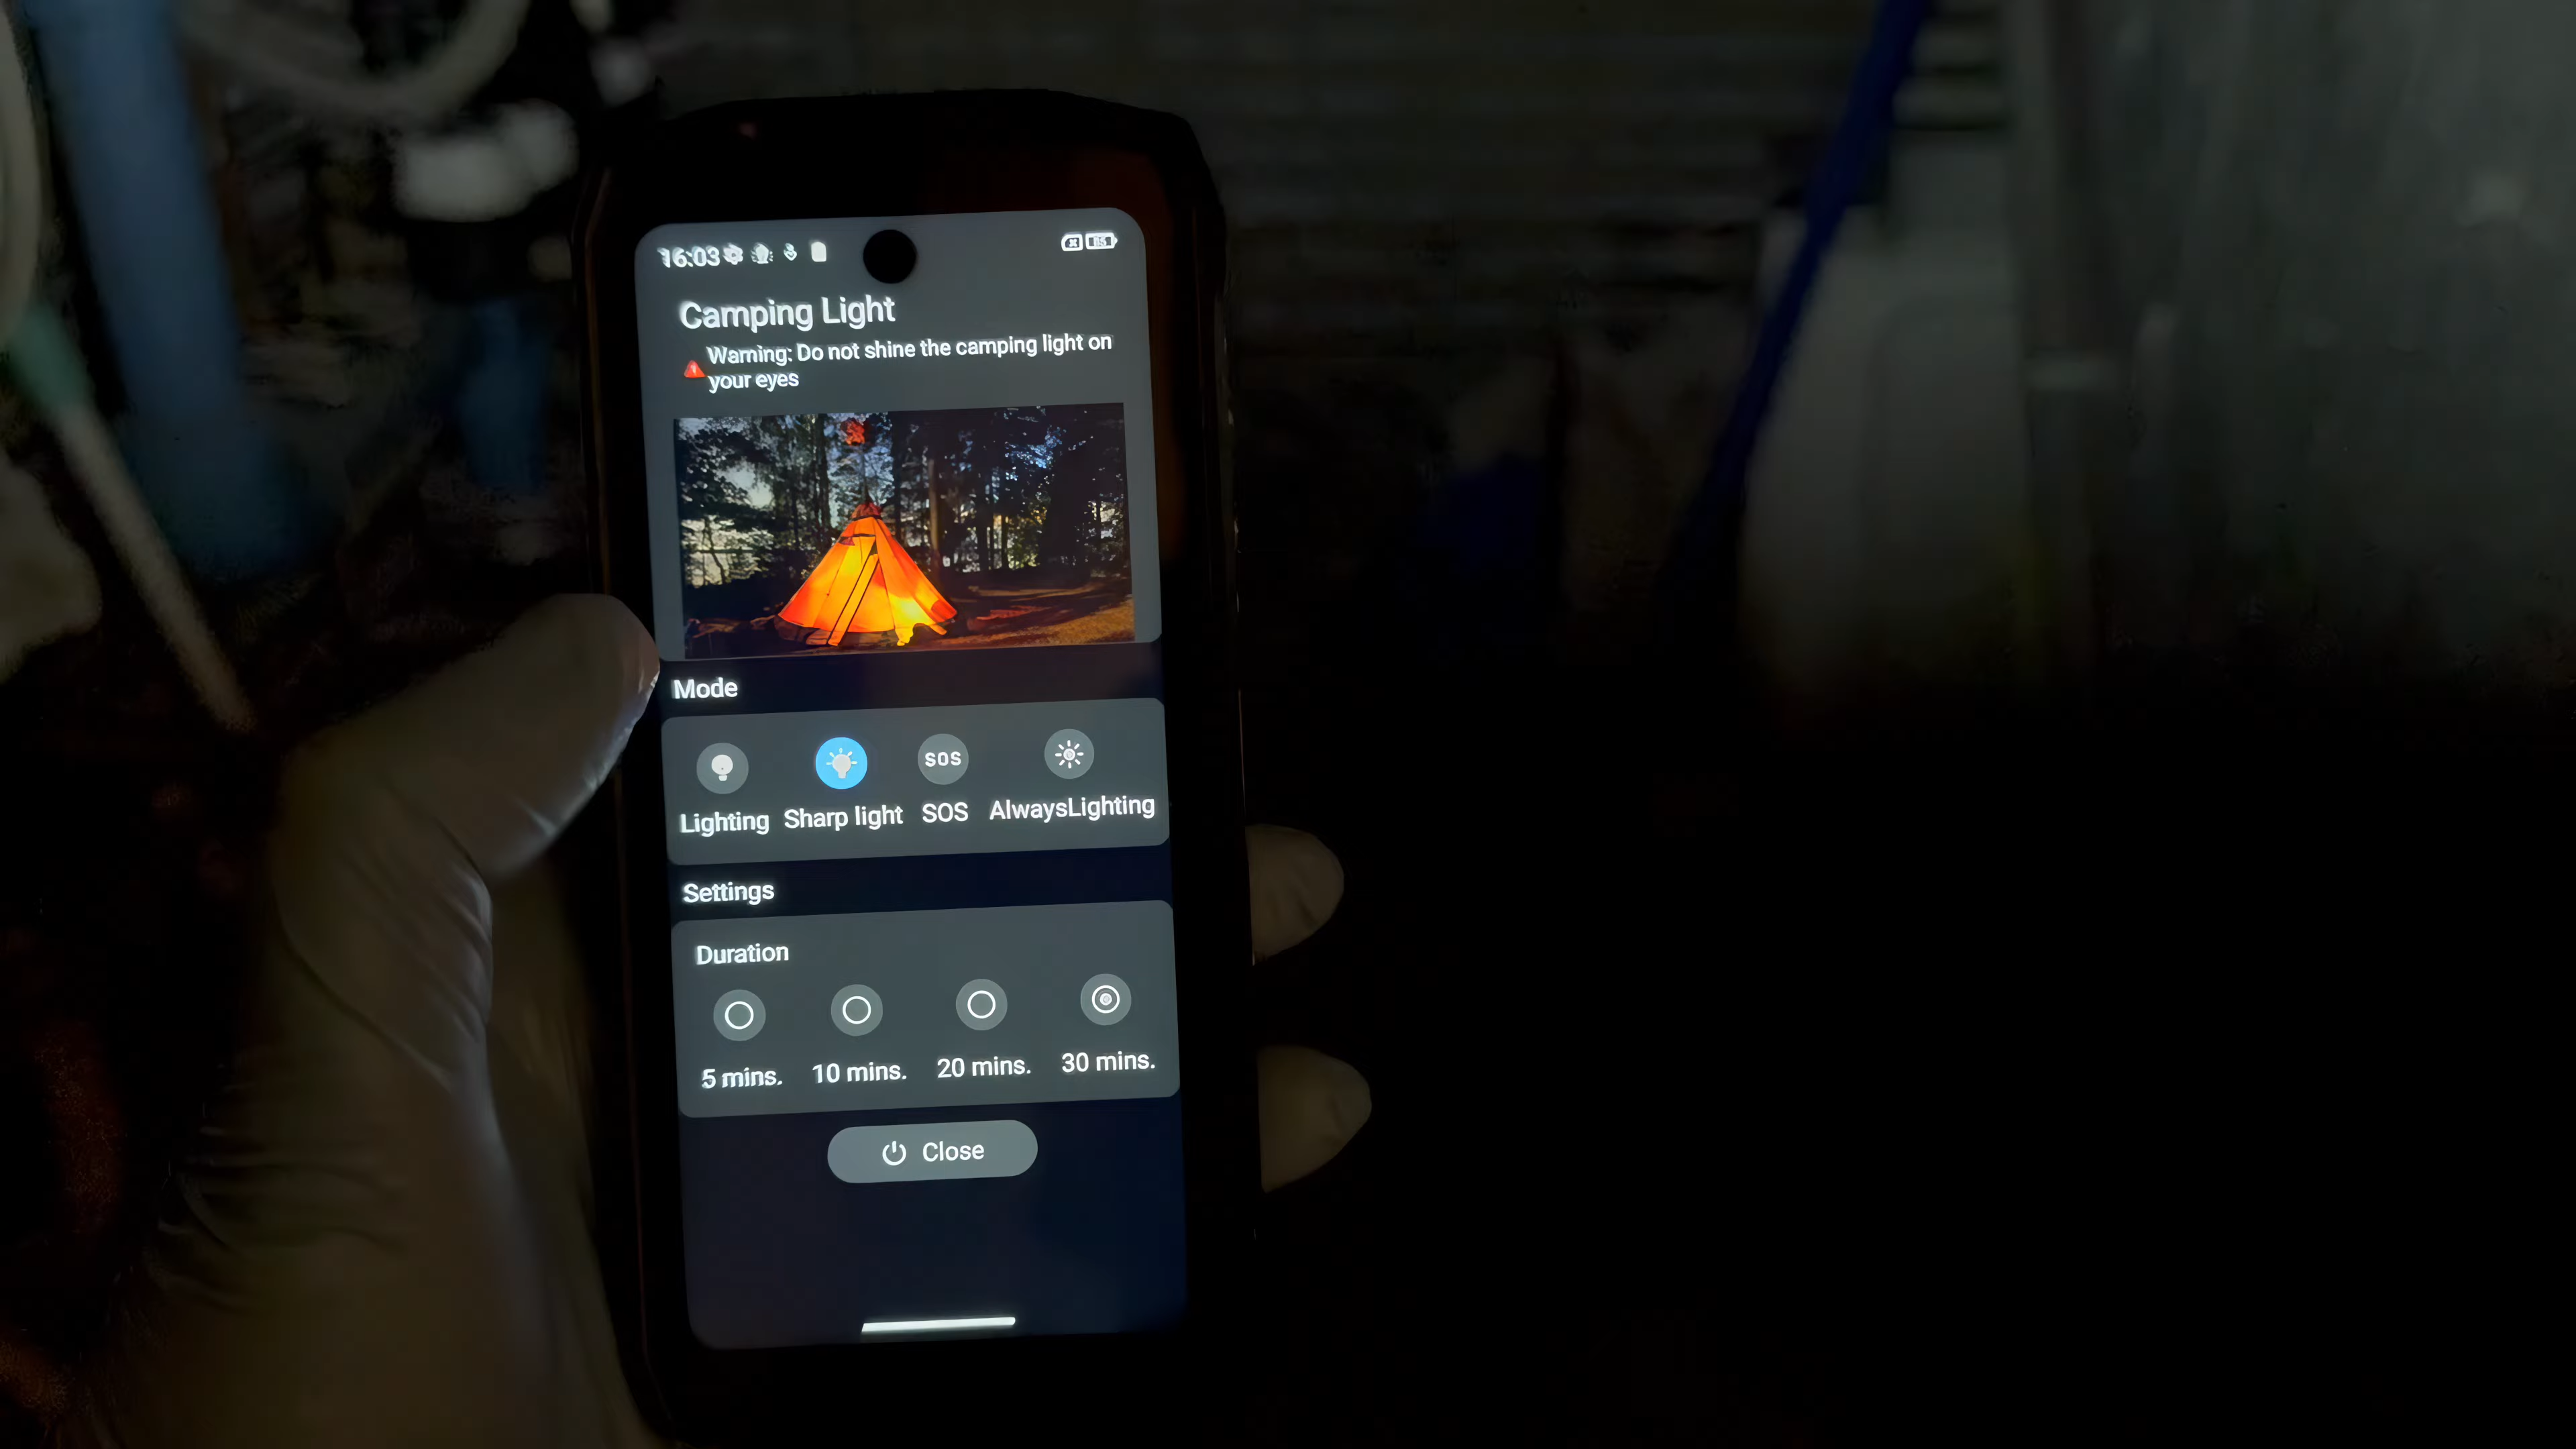 16:03
85
Camping Light
Warning: Do not shine the camping light on
your eyes
Mode
SOS
Lighting Sharp light SOS AlwaysLighting
Settings
Duration
5 mins. 10 mins. 20 mins. 30 mins.
Close